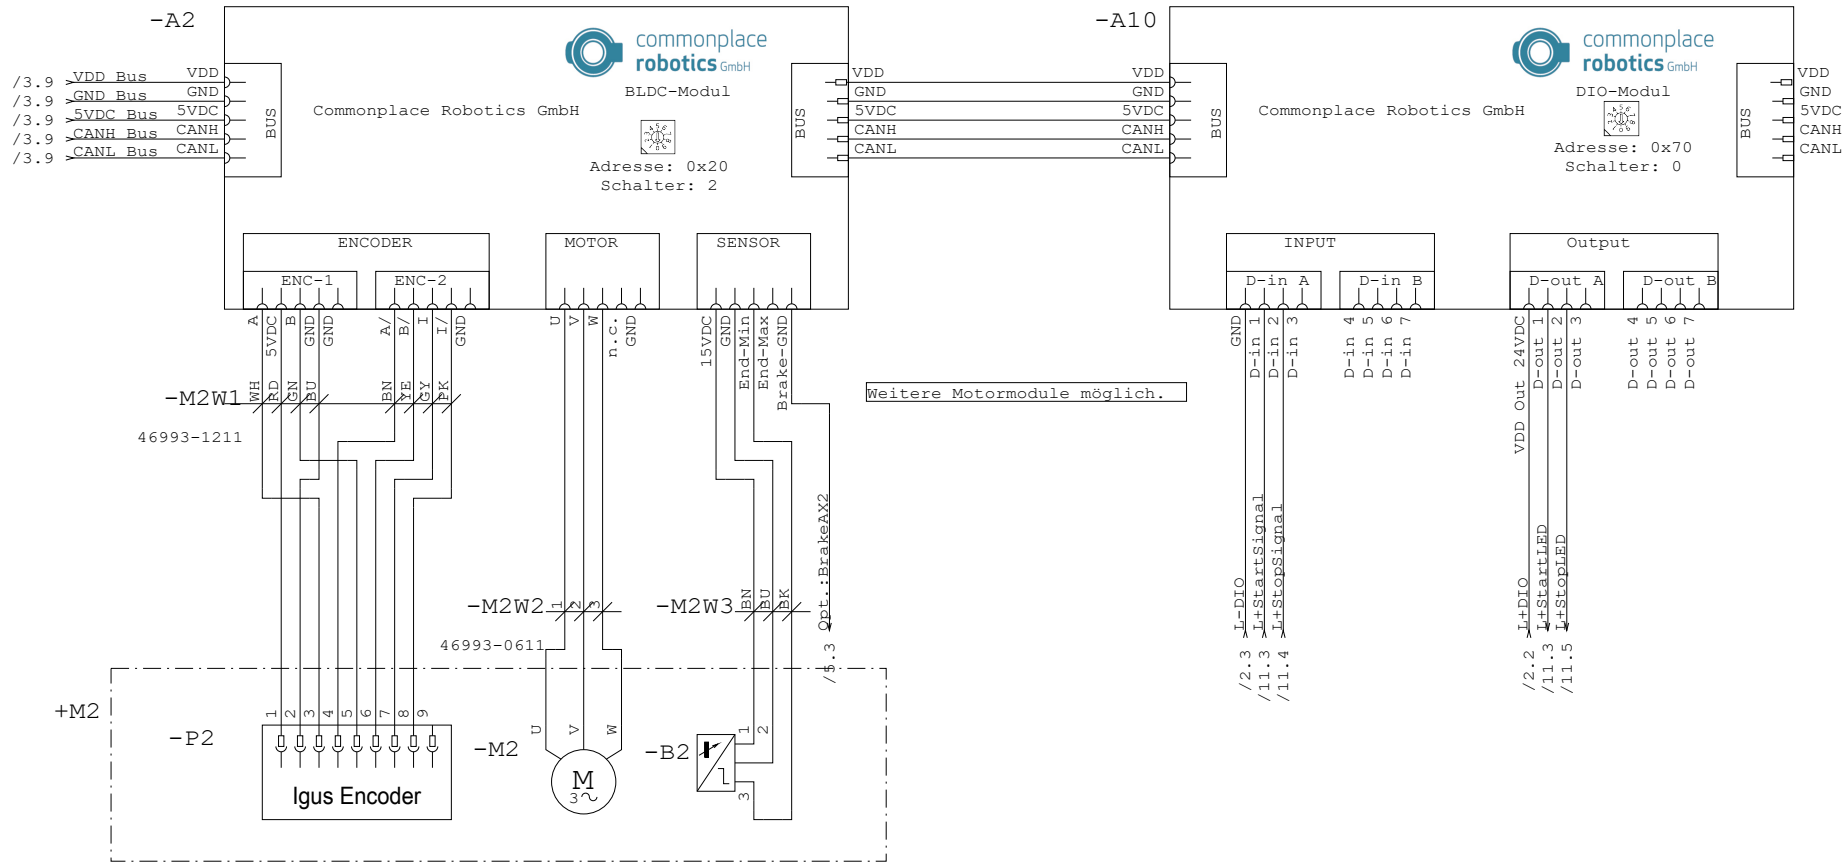 -A2
commonplace
robotics GmbH
BLDC-Modul
Commonplace Robotics GmbH
Adresse: 0x20
Schalter: 2
/3.9 VDD Bus VDD
/3.9 GND Bus GND
/3.9 5VDC Bus 5VDC
/3.9 CANH Bus CANH
/3.9 CANL Bus CANL
BUS
BUS
VDD VDD
GND GND
5VDC 5VDC
CANH CANH
CANL CANL
-A10
commonplace
robotics GmbH
DIO-Modul
Commonplace Robotics GmbH
Adresse: 0x70
Schalter: 0
BUS
BUS
VDD
GND
5VDC
CANH
CANL
ENCODER
ENC-1
ENC-2
MOTOR
SENSOR
A
5VDC
B
GND
GND
A/
B/
I
I/
GND
U
V
W
n.c.
GND
15VDC
GND
End-Min
End-Max
Brake-GND
INPUT
D-in A
D-in B
GND
D-in 1
D-in 2
D-in 3
D-in 4
D-in 5
D-in 6
D-in 7
Output
D-out A
D-out B
VDD Out 24VDC
D-out 1
D-out 2
D-out 3
D-out 4
D-out 5
D-out 6
D-out 7
Weitere Motormodule möglich.
-M2W1
46993-1211
WH
RD
GN
BU
BN
YE
GY
PK
-M2W2
46993-0611
1
2
3
-M2W3
BN
BU
BK
Opt.:BrakeAX2
/5.3
L-DIO
L+StartSignal
L+StopSignal
/2.3
/11.3
/11.4
L+DIO
L+StartLED
L+StopLED
/2.2
/11.3
/11.5
+M2
-P2
1
2
3
4
5
6
7
8
9
Igus Encoder
-M2
U
V
W
M
3
-B2
1
2
3